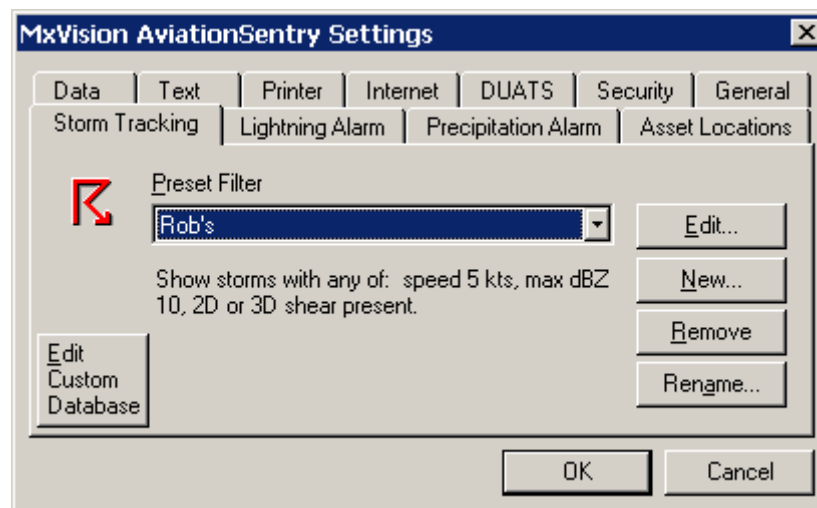 MxVision AviationSentry Settings
Data Text Printer Internet DUATS Security General
Storm Tracking Lightning Alarm Precipitation Alarm Asset Locations
Preset Filter
Rob's
Edit...
Show storms with any of: speed 5 kts, max dBZ
10, 2D or 3D shear present.
New...
Remove
Edit
Custom
Database
Rename...
OK Cancel